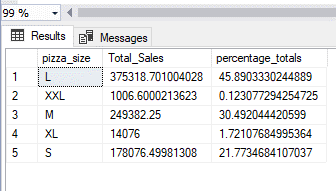 99 %
Results Messages
pizza_size Total_Sales percentage_totals
1 L 375318.701004028 45.8903330244889
2 XXL 1006.6000213623 0.123077294254725
3 M 249382.25 30.492044420599
4 XL 14076 1.72107684995364
5 S 178076.49981308 21.7734684107037